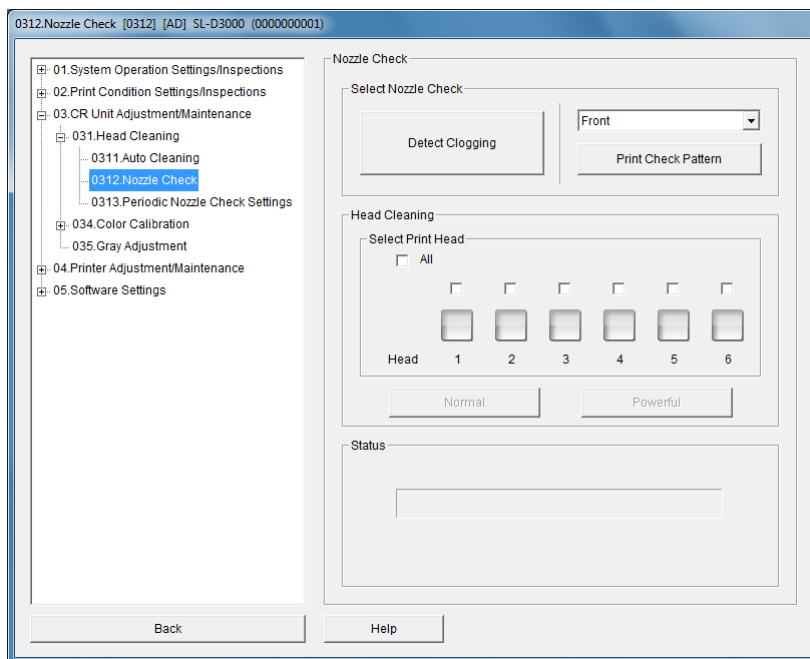 0312.Nozzle Check [0312] [AD] SL-D3000 (0000000001)
01.System Operation Settings/Inspections
02.Print Condition Settings/Inspections
03.CR Unit Adjustment/Maintenance
031.Head Cleaning
0311.Auto Cleaning
0312.Nozzle Check
0313.Periodic Nozzle Check Settings
034.Color Calibration
035.Gray Adjustment
04.Printer Adjustment/Maintenance
05.Software Settings
Back
Nozzle Check
Select Nozzle Check
Detect Clogging
Front
Print Check Pattern
Head Cleaning
Select Print Head
All
Head 1 2 3 4 5 6
Normal Powerful
Status
Help